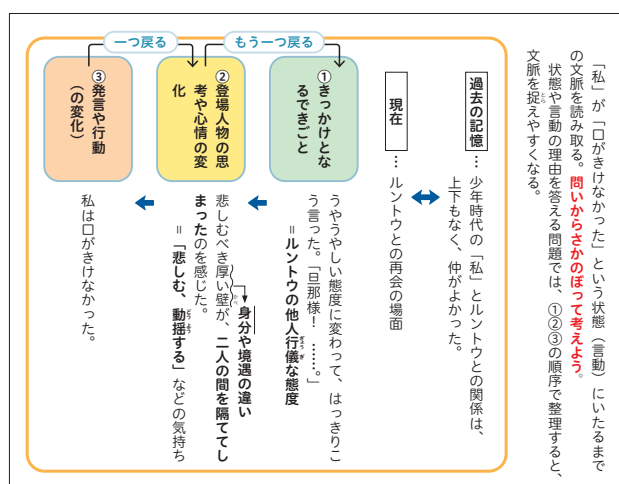 「私」が「口がきけなかった」という状態（言動）にいたるまで
の文脈を読み取る。問いからさかのぼって考えよう。
状態や言動の理由を答える問題では、①②③の順序で整理すると、
文脈を捉えやすくなる。
とら
過去の記憶 … 少年時代の「私」とルントウとの関係は、
上下もなく、仲がよかった。
現在 … ルントウとの再会の場面
もう一つ戻る
一つ戻る
①きっかけとな
るできごと
うやうやしい態度に変わって、はっきりこ
う言った。「旦那様！ ……。」
＝ルントウの他人行儀な態度
ぎょうぎ
②登場人物の思
考や心情の変
化
身分や境遇の違い
悲しむべき厚い壁が、二人の間を隔ててし
かべ
まったのを感じた。
＝「悲しむ、動揺する」などの気持ち
どうよう
③発言や行動
（の変化）
私は口がきけなかった。